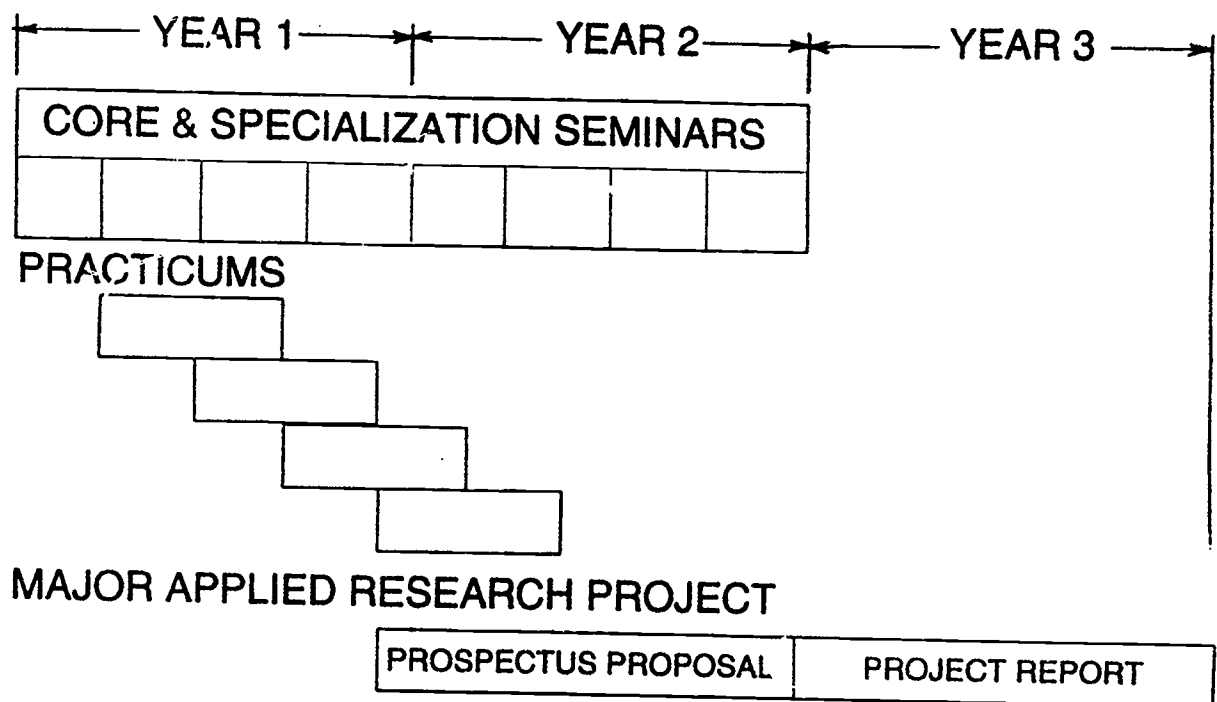 YEAR 1 YEAR 2 YEAR 3
CORE & SPECIALIZATION SEMINARS
PRACTICUMS
MAJOR APPLIED RESEARCH PROJECT
PROSPECTUS PROPOSAL PROJECT REPORT